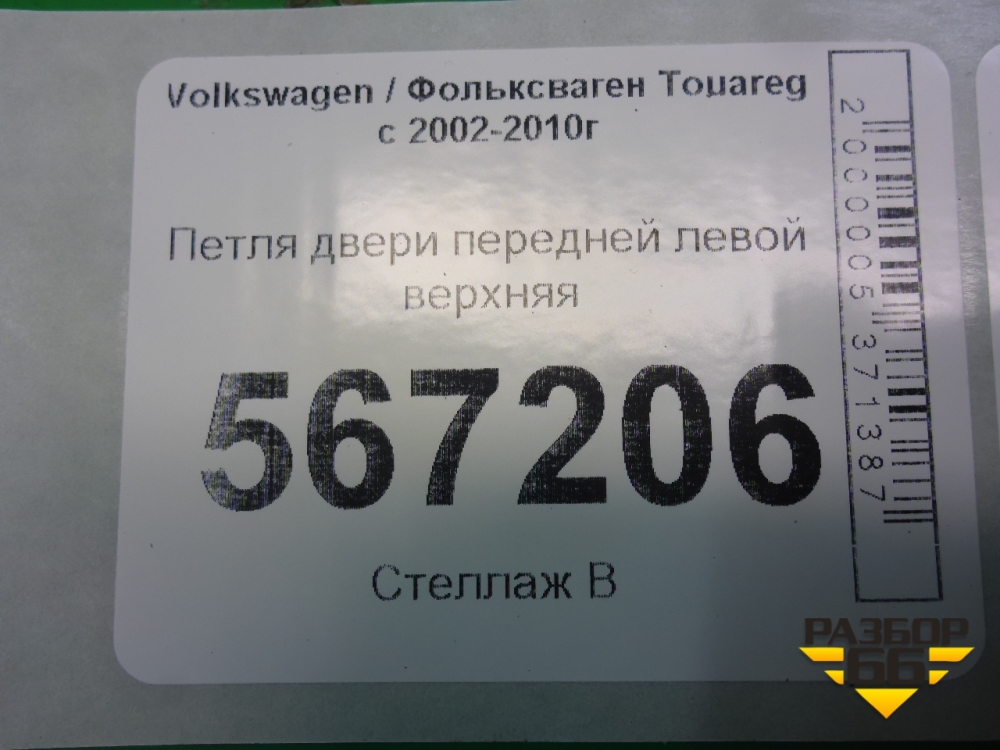 Volkswagen / Фольксваген Touareg
с 2002-2010г
Петля двери передней левой
верхняя
567206
Стеллаж В
2000005371387
РАЗБОР
66